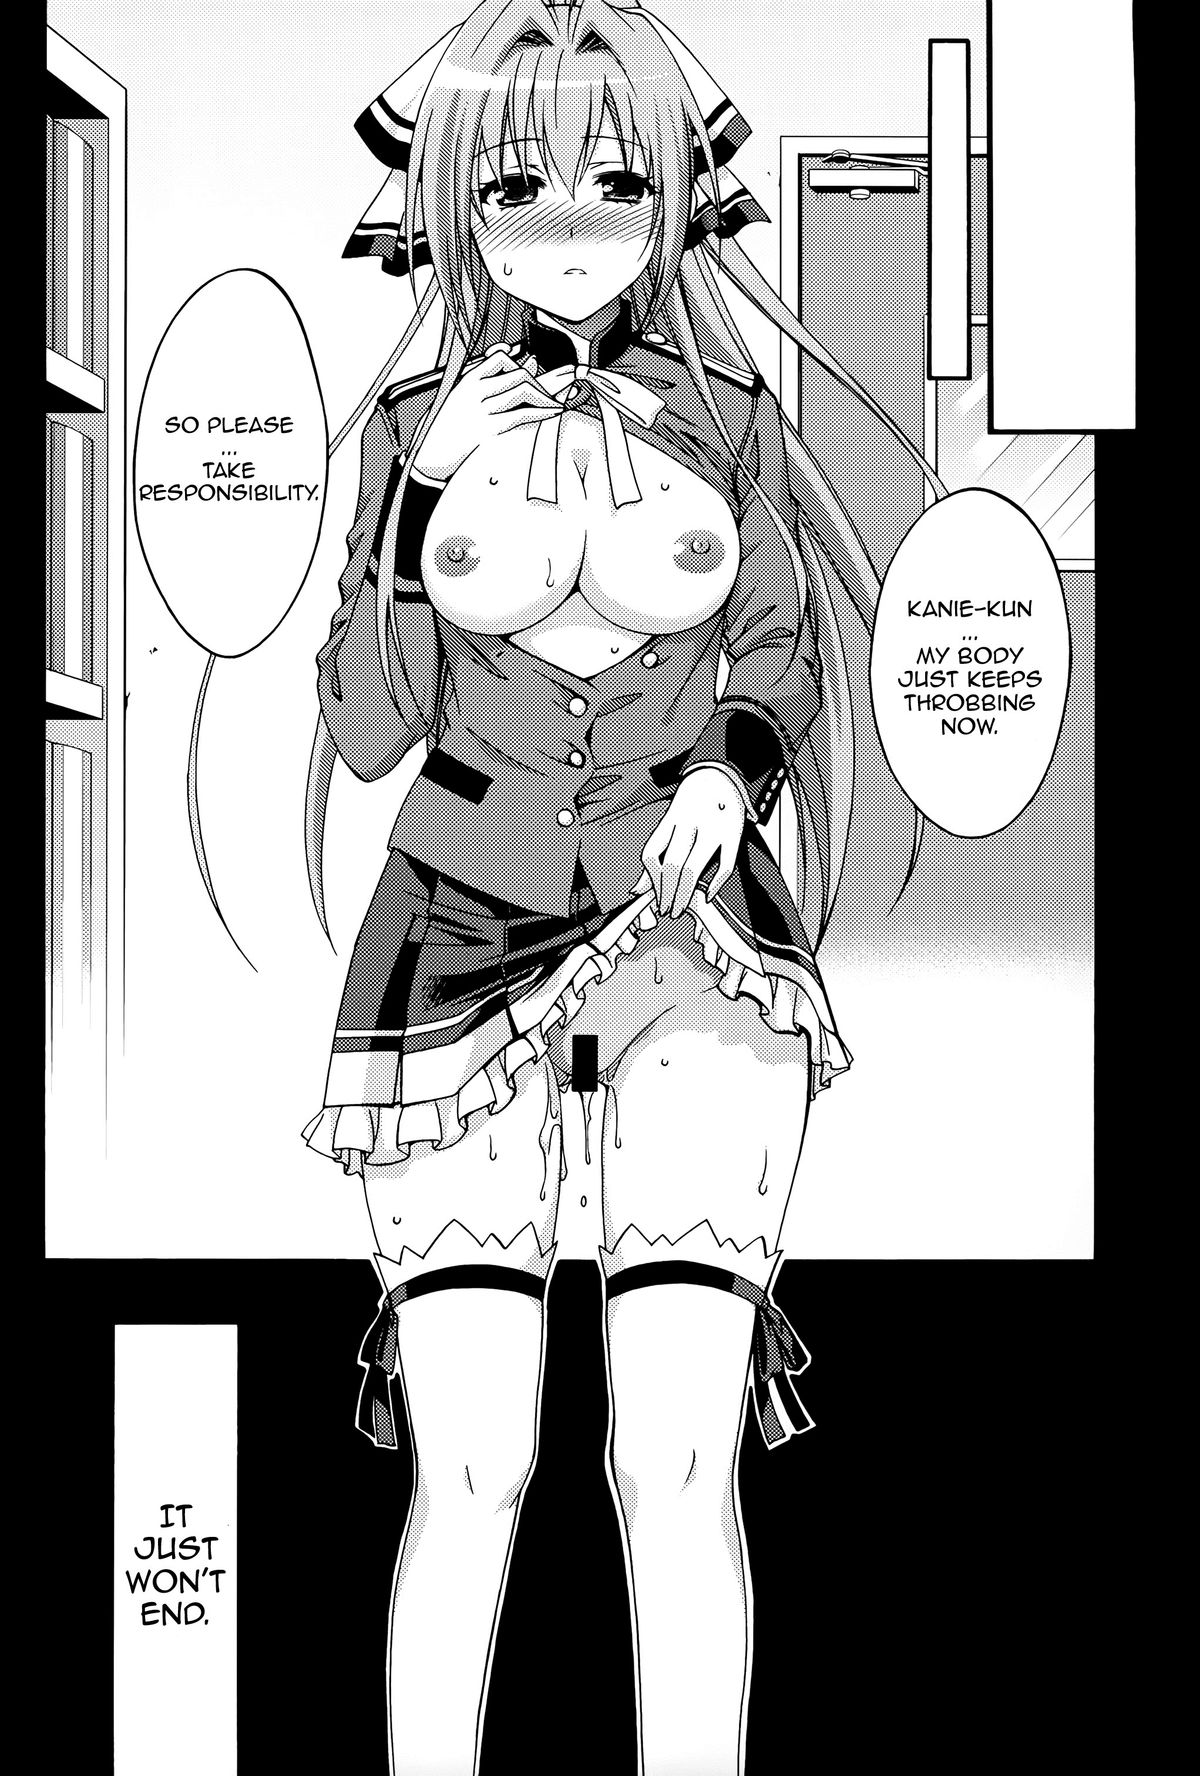 KANIE-KUN
...
MY BODY
JUST KEEPS
THROBBING
NOW.
SO PLEASE
...
TAKE
RESPONSIBILITY.
IT
JUST
WON'T
END.